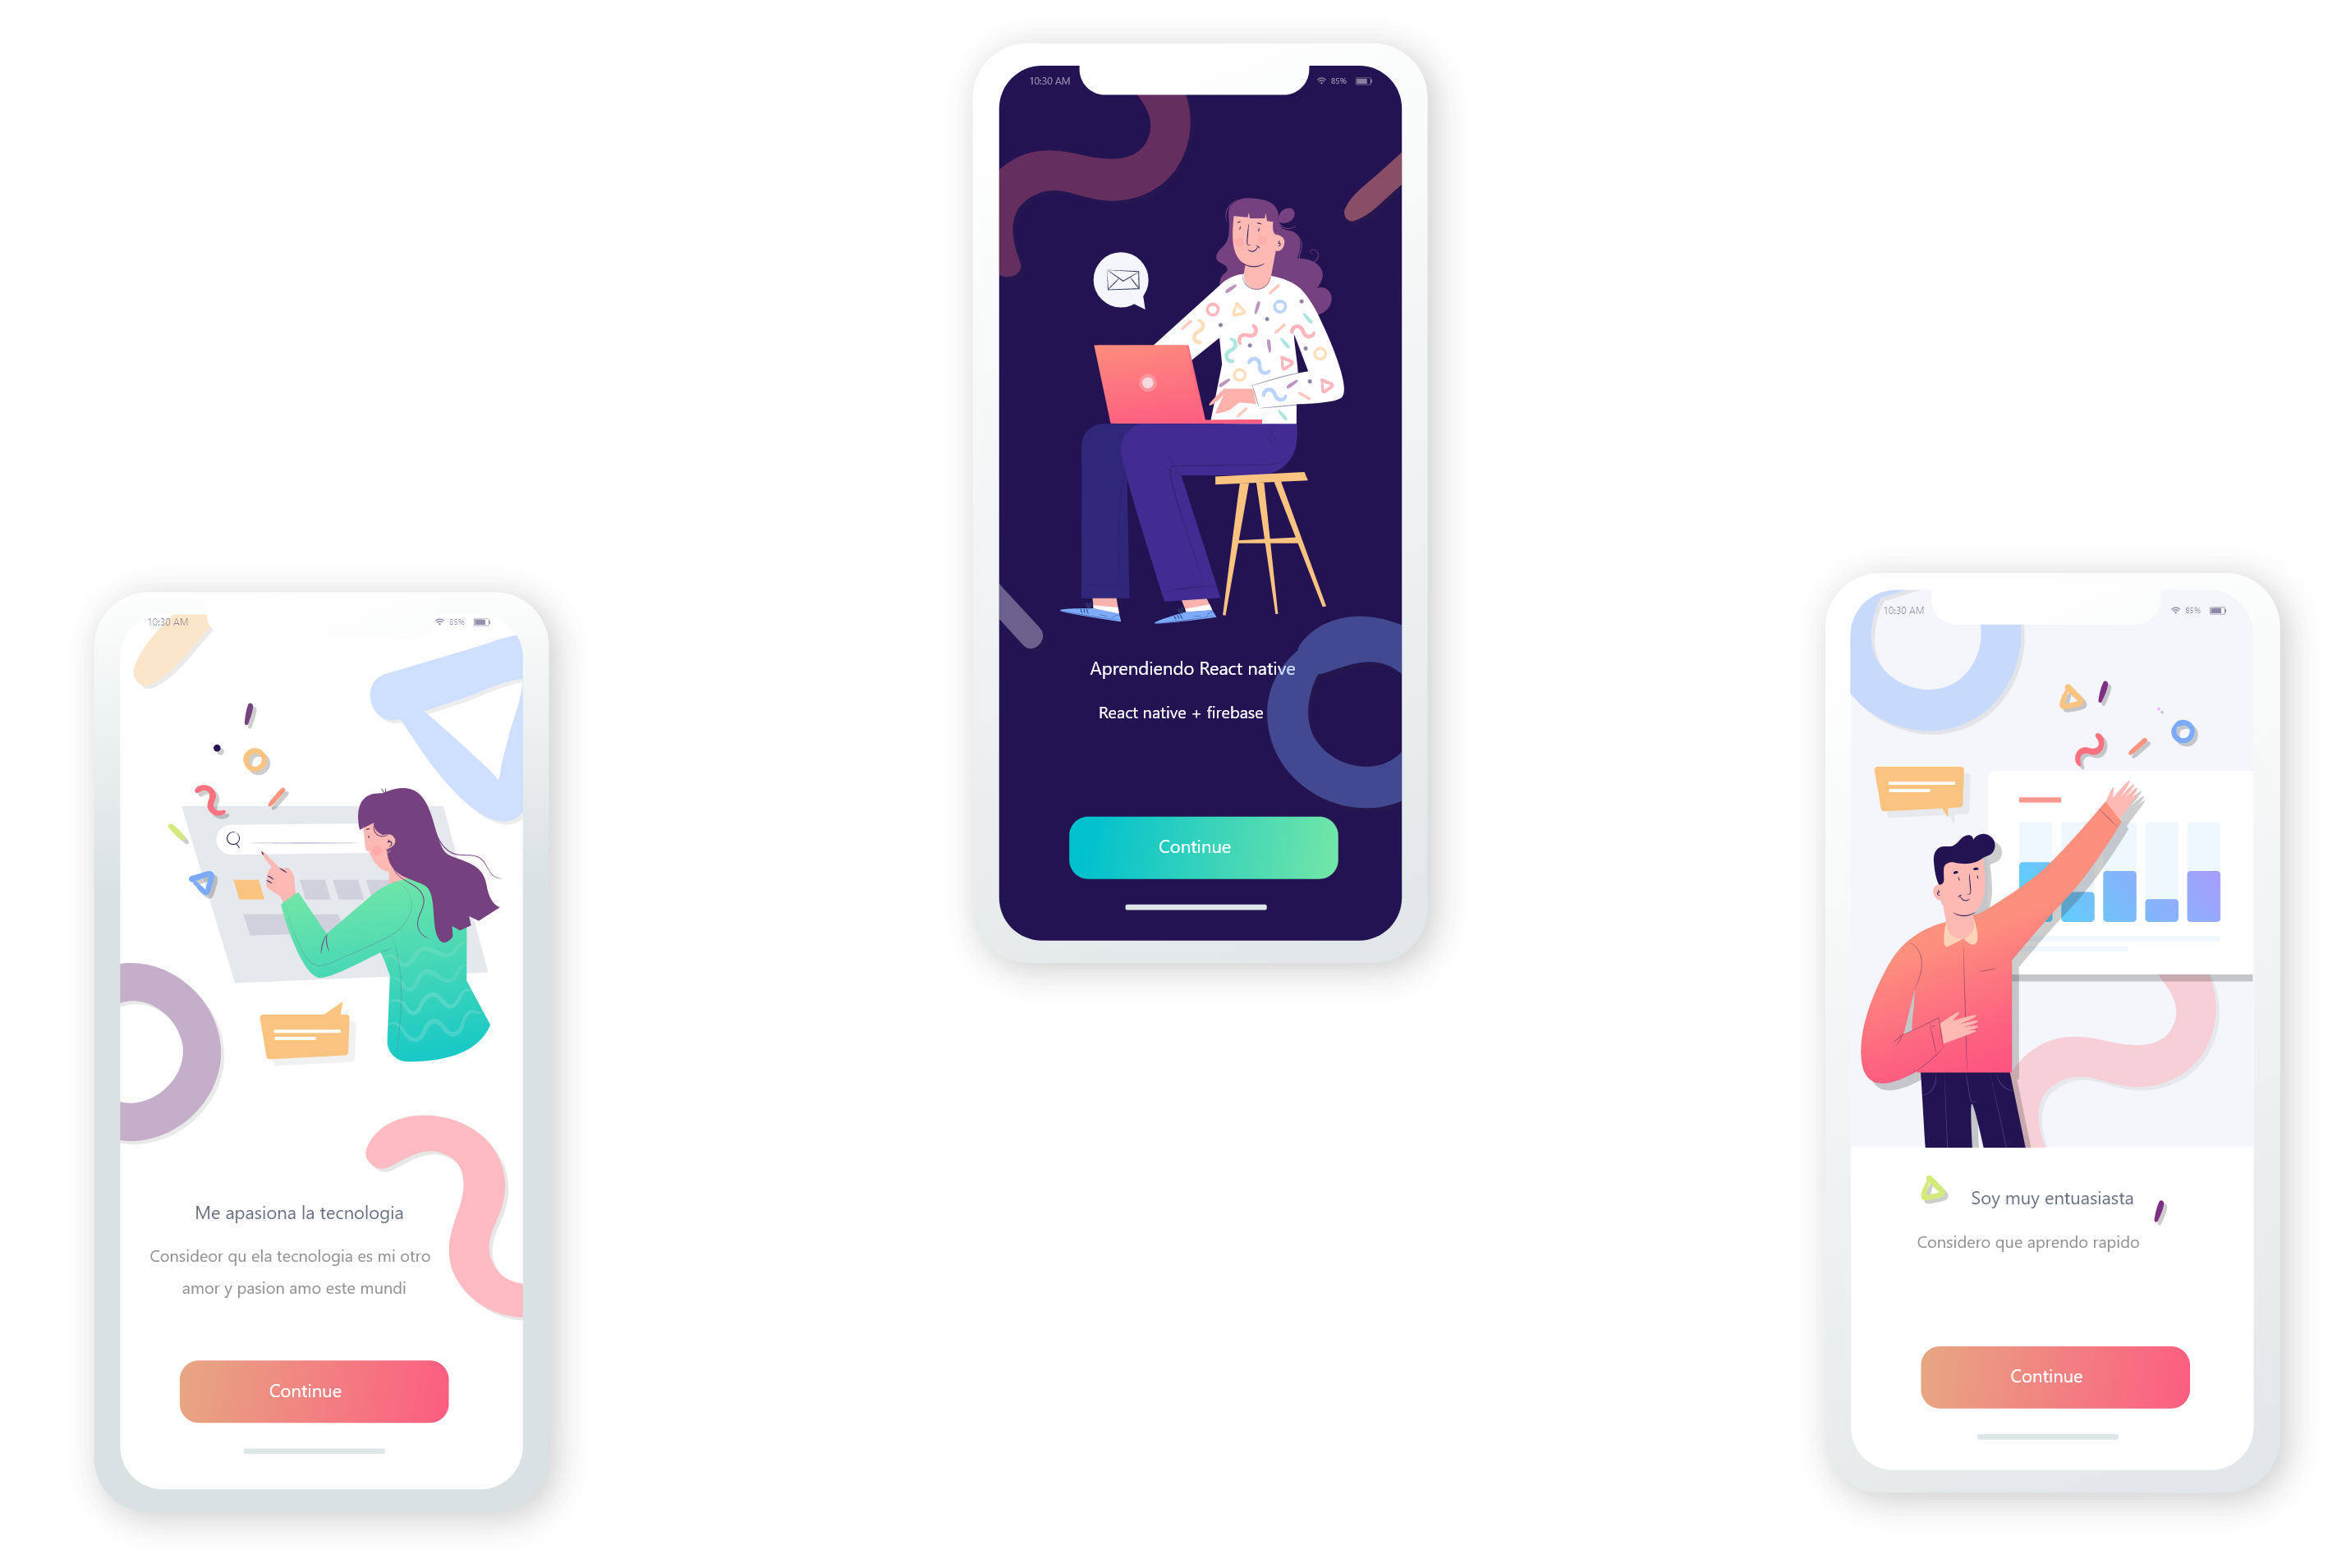 10:30 AM
85%
Aprendiendo React native
React native + firebase
Continue
10:30 AM
85%
Me apasiona la tecnologia
Consideor qu ela tecnologia es mi otro
amor y pasion amo este mundi
Continue
10:30 AM
85%
Soy muy entuasiasta
Considero que aprendo rapido
Continue